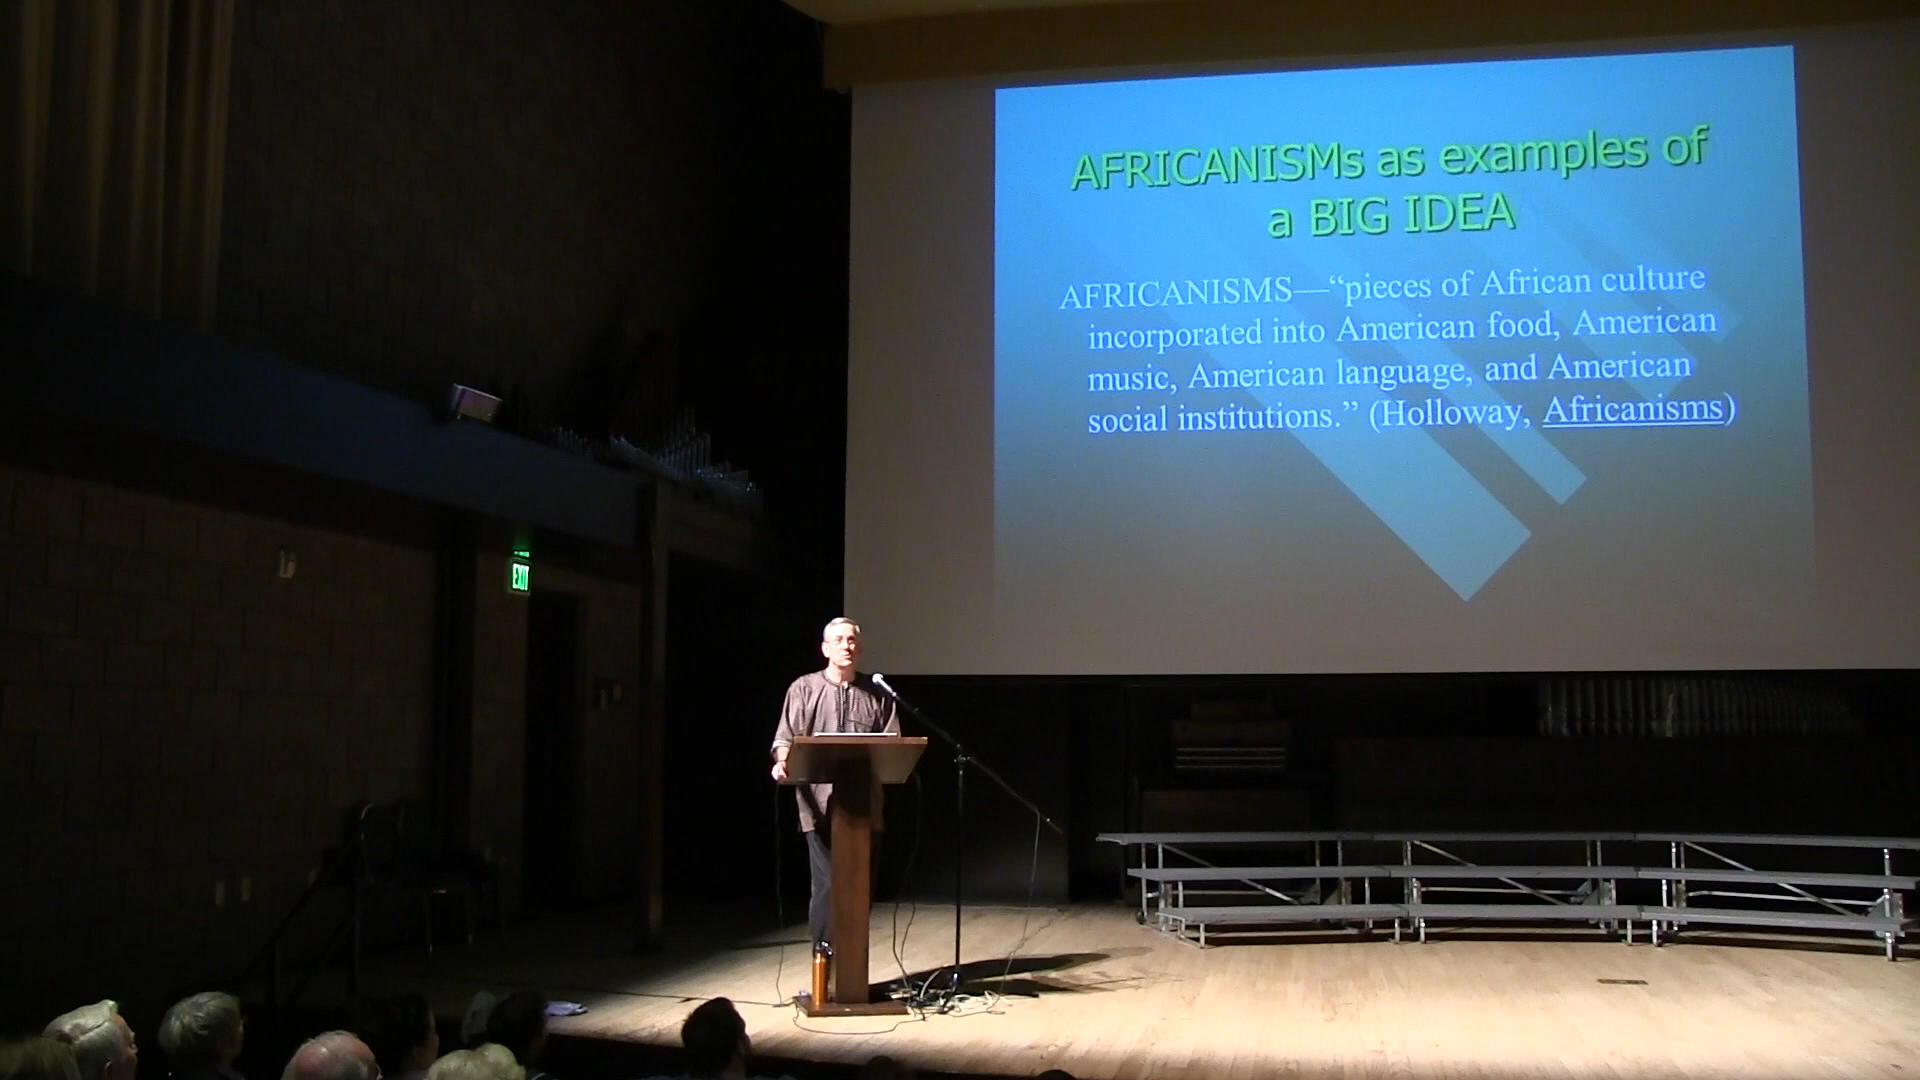 AFRICANISMs as examples of
a BIG IDEA
AFRICANISMS—“pieces of African culture
incorporated into American food, American
music, American language, and American
social institutions.” (Holloway, Africanisms)
EXIT